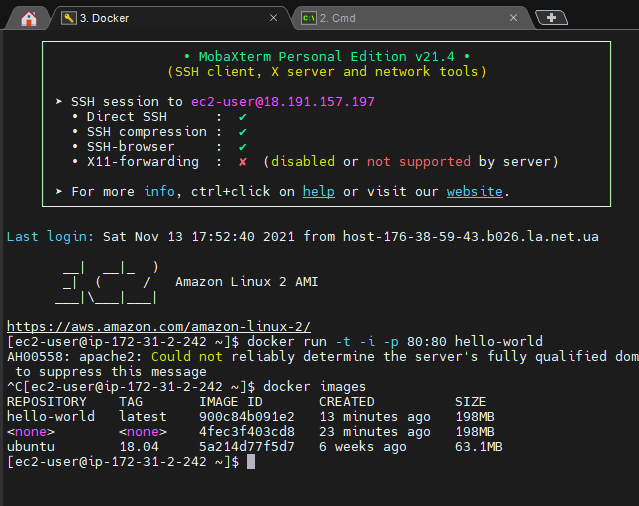 3. Docker
2. Cmd
• MobaXterm Personal Edition v21.4 •
(SSH client, X server and network tools)
➤ SSH session to ec2-user@18.191.157.197
• Direct SSH      :  ✔
• SSH compression :  ✔
• SSH-browser     :  ✔
• X11-forwarding  :  ✘  (disabled or not supported by server)
➤ For more info, ctrl+click on help or visit our website.
Last login: Sat Nov 13 17:52:40 2021 from host-176-38-59-43.b026.la.net.ua
__|  __|_  )
_|  (     /   Amazon Linux 2 AMI
___|\___|___|
https://aws.amazon.com/amazon-linux-2/
[ec2-user@ip-172-31-2-242 ~]$ docker run -t -i -p 80:80 hello-world
AH00558: apache2: Could not reliably determine the server's fully qualified dom
to suppress this message
^C[ec2-user@ip-172-31-2-242 ~]$ docker images
REPOSITORY    TAG       IMAGE ID       CREATED          SIZE
hello-world   latest    900c84b091e2   13 minutes ago   198MB
<none>        <none>    4fec3f403cd8   23 minutes ago   198MB
ubuntu        18.04     5a214d77f5d7   6 weeks ago      63.1MB
[ec2-user@ip-172-31-2-242 ~]$